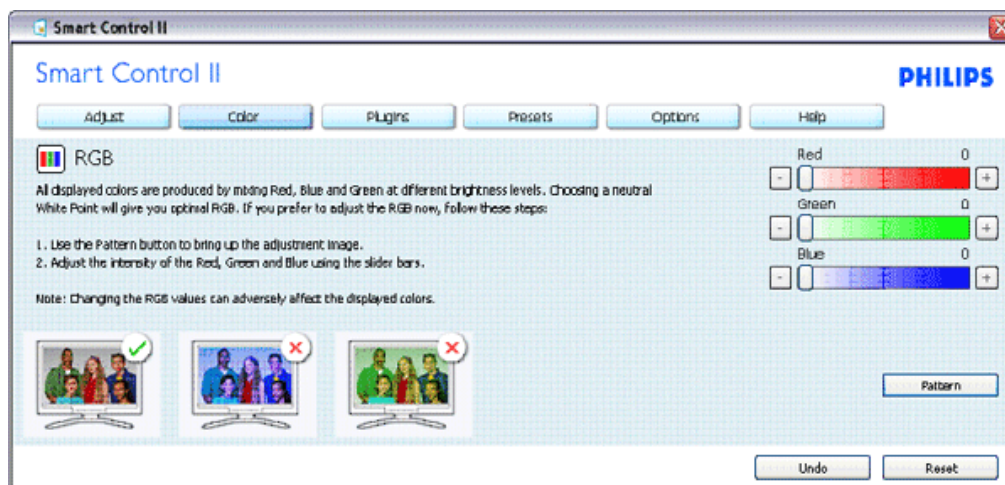 Smart Control II
Smart Control II
PHILIPS
Adjust
Color
Plugins
Presets
Options
Help
RGB
All displayed colors are produced by mixing Red, Blue and Green at different brightness levels. Choosing a neutral
White Point will give you optimal RGB. If you prefer to adjust the RGB now, follow these steps:
1. Use the Pattern button to bring up the adjustment image.
2. Adjust the intensity of the Red, Green and Blue using the slider bars.
Note: Changing the RGB values can adversely affect the displayed colors.
Red 0
- +
Green 0
- +
Blue 0
- +
Pattern
Undo
Reset